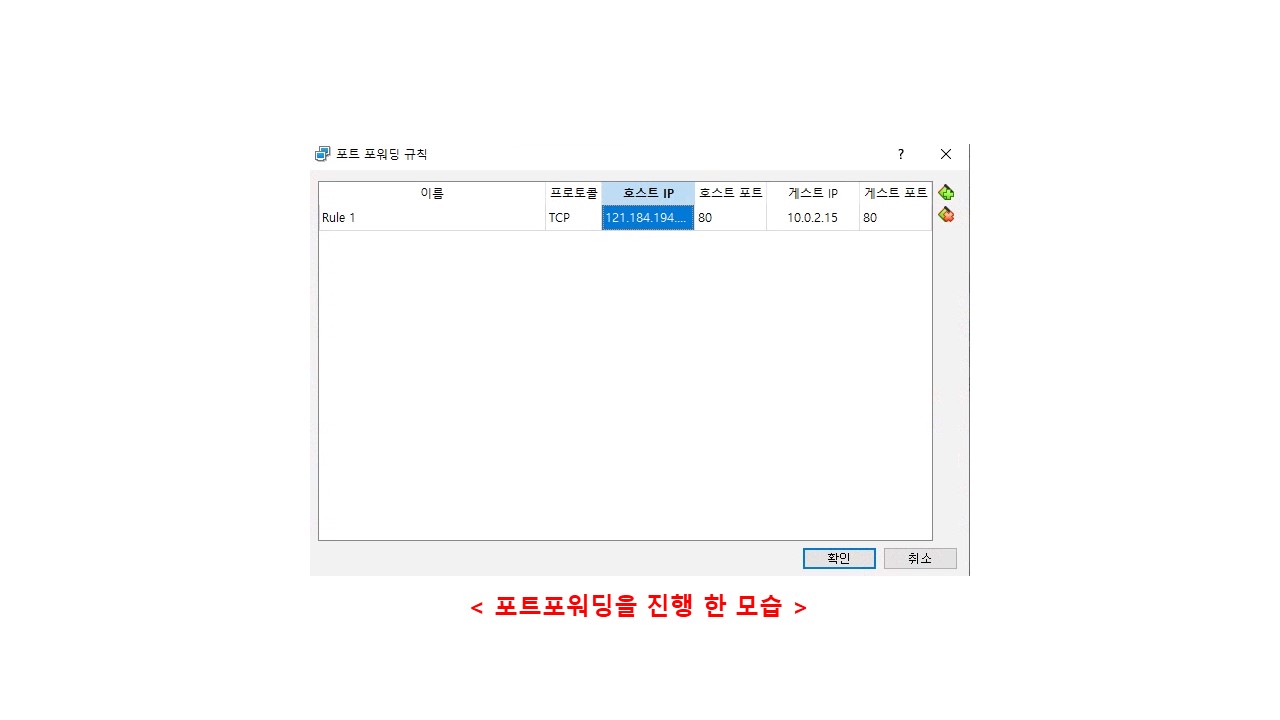 포트 포워딩 규칙
이름 프로토콜 호스트 IP 호스트 포트 게스트 IP 게스트 포트
Rule 1 TCP 121.184.194.... 80 10.0.2.15 80
확인 취소
< 포트포워딩을 진행 한 모습 >